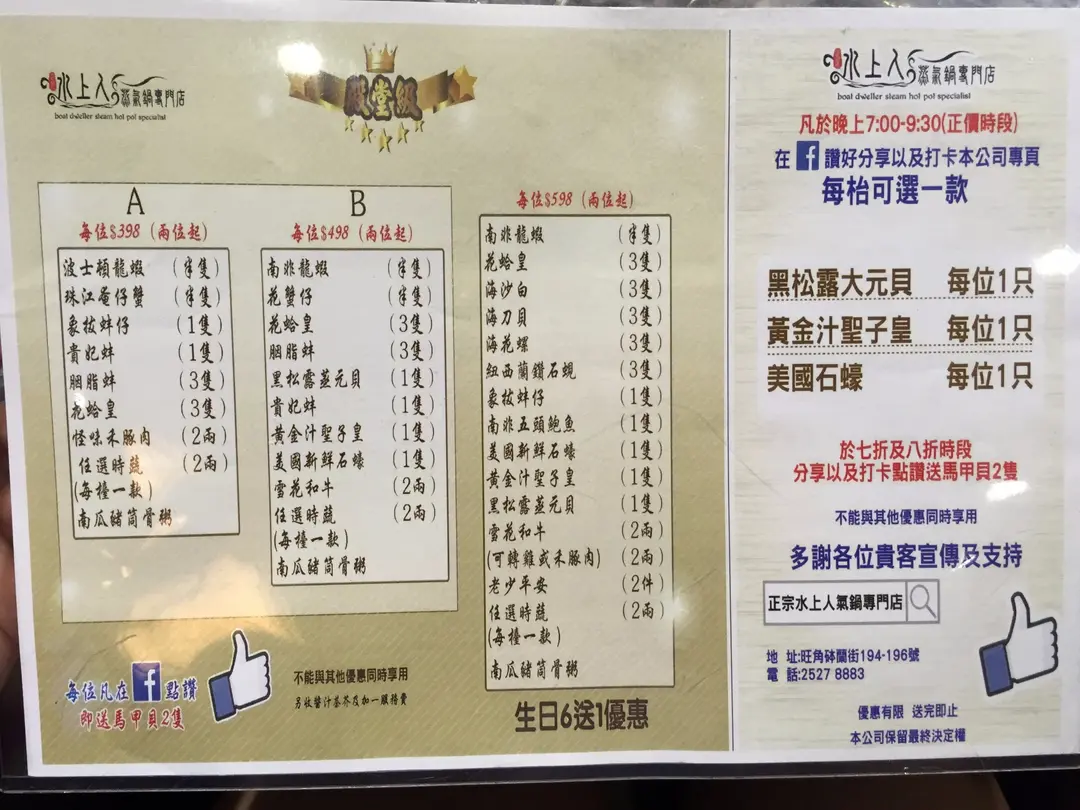 水上人蒸氣鍋專門店
boat dweller steam hot pot specialist
殿堂級
A
每位$398 (兩位起)
波士頓龍蝦 (半隻)
珠江奄仔蟹 (半隻)
象拔蚌仔 (1隻)
貴妃蚌 (1隻)
胭脂蚌 (3隻)
花蛤皇 (3隻)
怪味禾豚肉 (2兩)
任選時蔬 (2兩)
(每檯一款)
南瓜豬筒骨粥
B
每位$498 (兩位起)
南非龍蝦 (半隻)
花蟹仔 (半隻)
花蛤皇 (3隻)
胭脂蚌 (3隻)
黑松露蒸元貝 (1隻)
貴妃蚌 (1隻)
黃金汁聖子皇 (1隻)
美國新鮮石蠔 (1隻)
雪花和牛 (2兩)
任選時蔬 (2兩)
(每檯一款)
南瓜豬筒骨粥
每位$598 (兩位起)
南非龍蝦 (半隻)
花蛤皇 (3隻)
海沙白 (3隻)
海刀貝 (3隻)
海花螺 (3隻)
紐西蘭鑽石蜆 (3隻)
象拔蚌仔 (1隻)
南非五頭鮑魚 (1隻)
美國新鮮石蠔 (1隻)
黃金汁聖子皇 (1隻)
黑松露蒸元貝 (1隻)
雪花和牛 (2兩)
(可轉雞或禾豚肉) (2兩)
老少平安 (2件)
任選時蔬 (2兩)
(每檯一款)
南瓜豬筒骨粥
每位凡在f點讚
即送馬甲貝2隻
不能與其他優惠同時享用
另收醬汁茶芥及加一服務費
生日6送1優惠
水上人蒸氣鍋專門店
boat dweller steam hot pot specialist
凡於晚上7:00-9:30(正價時段)
在f讚好分享以及打卡本公司專頁
每枱可選一款
黑松露大元貝 每位1只
黃金汁聖子皇 每位1只
美國石蠔 每位1只
於七折及八折時段
分享以及打卡點讚送馬甲貝2隻
不能與其他優惠同時享用
多謝各位貴客宣傳及支持
正宗水上人氣鍋專門店
地 址:旺角砵蘭街194-196號
電 話:2527 8883
優惠有限 送完即止
本公司保留最終決定權